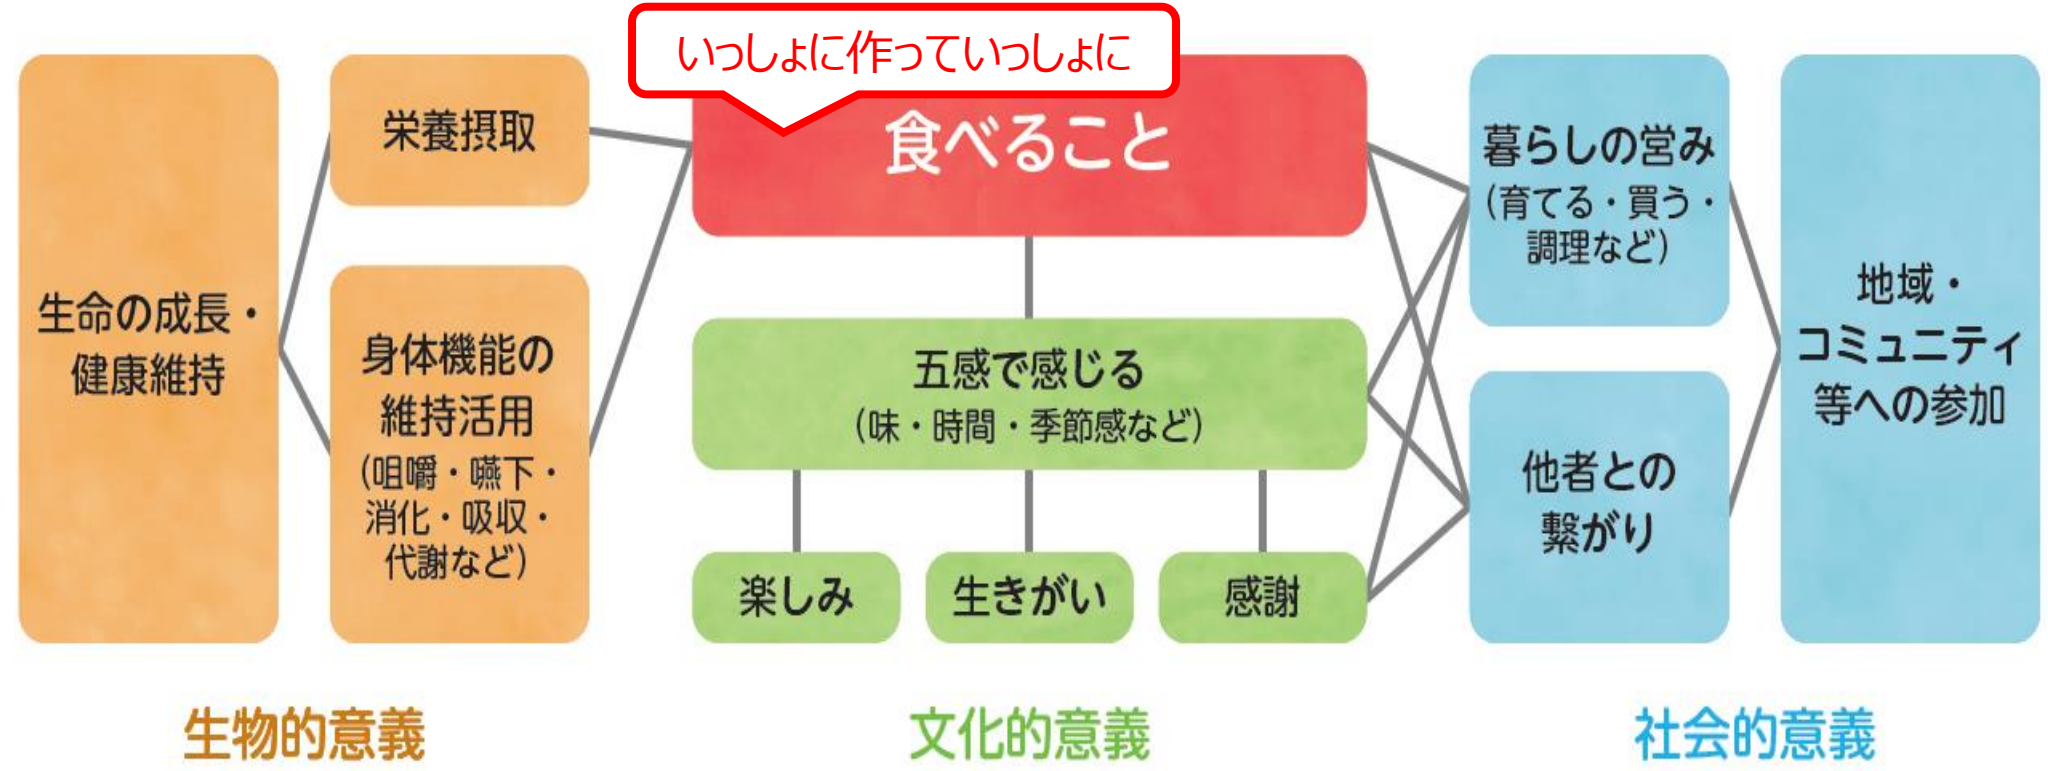 いっしょに作っていっしょに
食べること
栄養摂取
身体機能の
維持活用
(咀嚼・嚥下・
消化・吸収・
代謝など)
生命の成長・
健康維持
五感で感じる
(味・時間・季節感など)
楽しみ
生きがい
感謝
暮らしの営み
(育てる・買う・
調理など)
他者との
繋がり
地域・
コミュニティ
等への参加
生物的意義
文化的意義
社会的意義